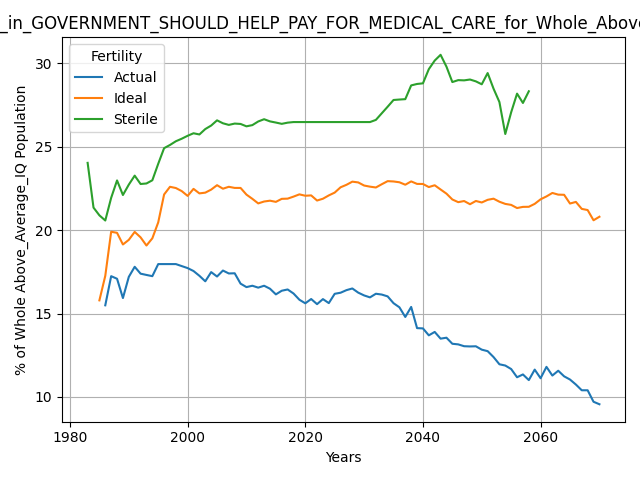 _in_GOVERNMENT_SHOULD_HELP_PAY_FOR_MEDICAL_CARE_for_Whole_Above
Fertility
Actual
Ideal
Sterile
% of Whole Above_Average_IQ Population
30
25
20
15
10
1980
2000
2020
2040
2060
Years